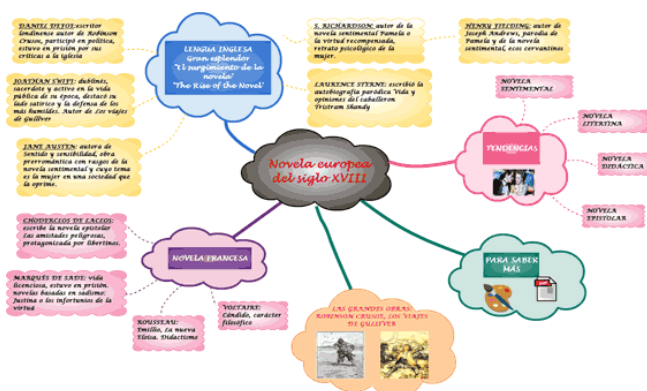 DANIEL DEFOE: escritor
londinense autor de Robinson
Crusoe, participó en política,
estuvo en prisión por sus
críticas a la iglesia
JOATHAN SWIFT: dublinés,
sacerdote y activo en la vida
pública de su época, destacó su
lado satírico y la defensa de los
más humildes. Autor de Los viajes
de Gulliver
JANE AUSTEN: autora de
Sentido y sensibilidad, obra
prerromántica con rasgos de la
novela sentimental y cuyo tema
es la mujer en una sociedad que
la oprime.
LENGUA INGLESA
Gran esplendor
"El surgimiento de la
novela"
"The Rise of the Novel"
S. RICHARDSON: autor de la
novela sentimental Pamela o
la virtud recompensada,
retrato psicológico de la
mujer.
HENRY FIELDING: autor de
Joseph Andrews, parodia de
Pamela y de la novela
sentimental, ecos cervantinos
LAURENCE STERNE: escribió la
autobiografía paródica Vida y
opiniones del caballeron
Tristram Shandy
Novela europea
del siglo XVIII
TENDENCIAS
NOVELA
SENTIMENTAL
NOVELA
LIBERTINA
NOVELA
DIDÁCTICA
NOVELA
EPISTOLAR
NOVELA FRANCESA
CHODERLOS DE LACLOS:
escribe la novela epistolar
Las amistades peligrosas,
protagonizada por libertinos.
MARQUÉS DE SADE: vida
licenciosa, estuvo en prisión.
novelas basadas en sadismo:
Justina o los infortunios de la
virtud
ROUSSEAU:
Emilio, La nueva
Eloísa. Didactismo
VOLTAIRE:
Cándido, carácter
filosófico
LAS GRANDES OBRAS:
ROBINSON CRUSOE, LOS VIAJES
DE GULLIVER
PARA SABER
MÁS